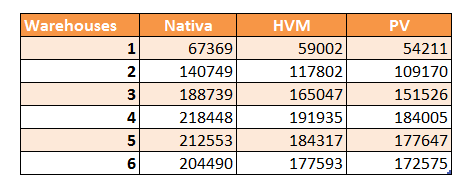 Warehouses Nativa HVM PV
1 67369 59002 54211
2 140749 117802 109170
3 188739 165047 151526
4 218448 191935 184005
5 212553 184317 177647
6 204490 177593 172575